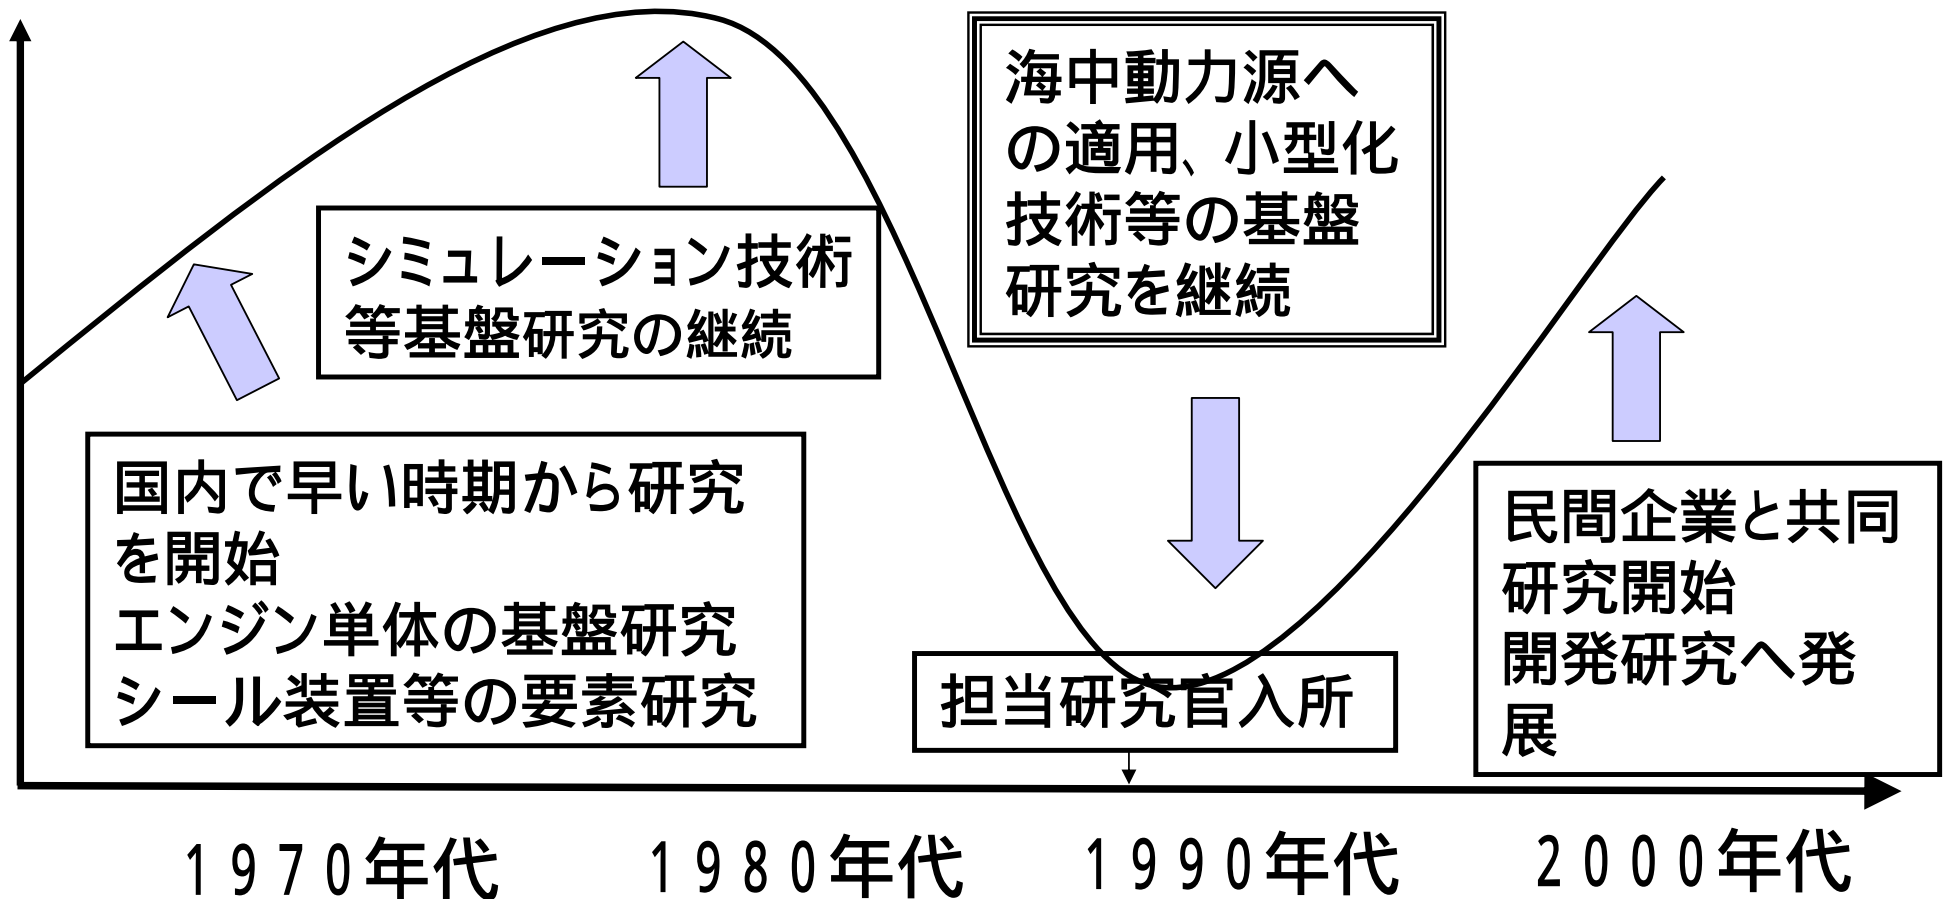 海中動力源へ
の適用、小型化
技術等の基盤
研究を継続
シミュレーション技術
等基盤研究の継続
国内で早い時期から研究
を開始
エンジン単体の基盤研究
シール装置等の要素研究
担当研究官入所
民間企業と共同
研究開始
開発研究へ発
展
１９７０年代
１９８０年代
１９９０年代
２０００年代